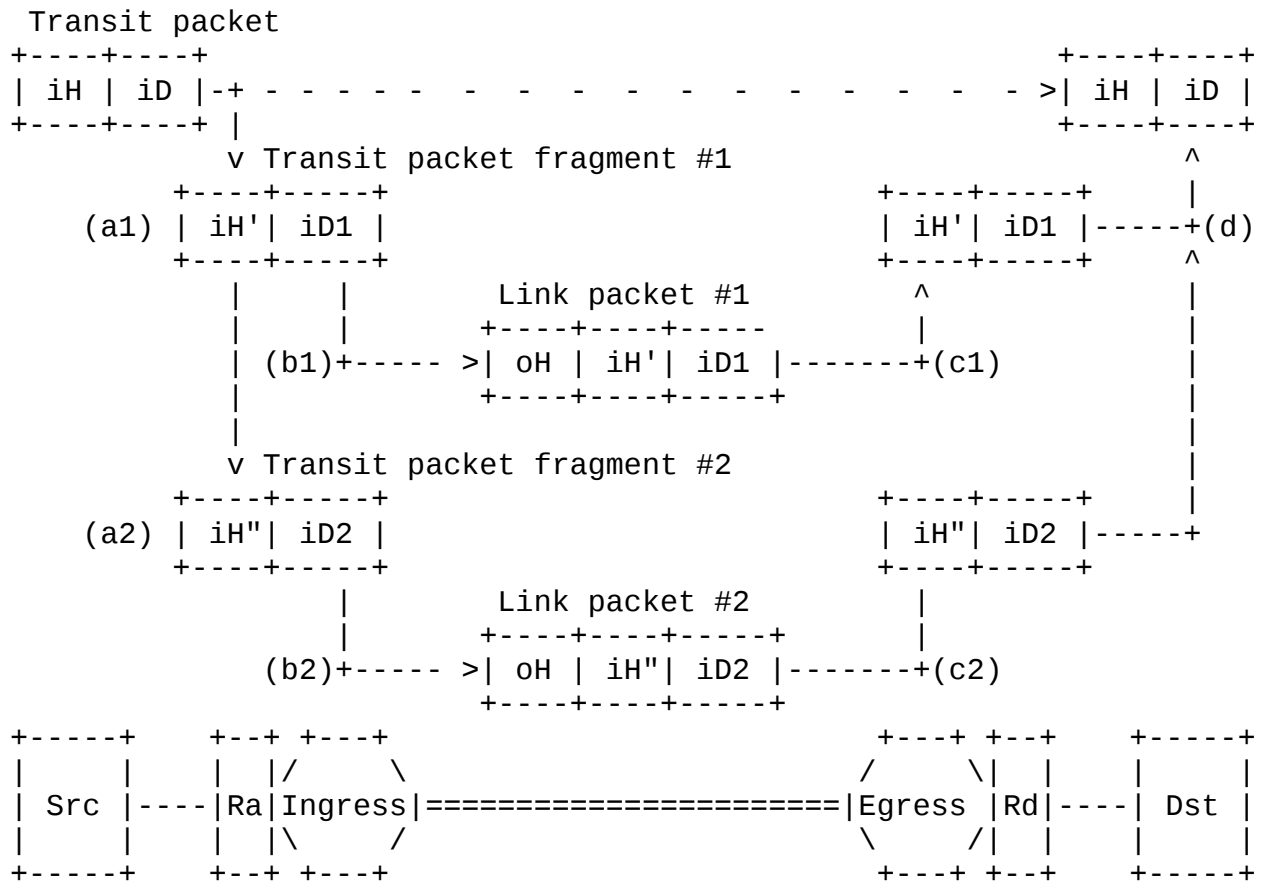 Transit packet
+----+----+                                               +----+----+
| iH | iD |-+ - - - - -  -  -  -  -  -  -  -  -  -  - - >| iH | iD |
+----+----+ |                                             +----+----+
            v Transit packet fragment #1                         ^
         +----+-----+                           +----+-----+     |
    (a1) | iH'| iD1 |                           | iH'| iD1 |-----+(d)
         +----+-----+                           +----+-----+     ^
            |     |        Link packet #1         ^              |
            |     |       +----+----+-----        |              |
            | (b1)+----- >| oH | iH'| iD1 |-------+(c1)          |
            |             +----+----+-----+                      |
            |                                                    |
            v Transit packet fragment #2                         |
         +----+-----+                           +----+-----+     |
    (a2) | iH"| iD2 |                           | iH"| iD2 |-----+
         +----+-----+                           +----+-----+
                  |        Link packet #2         |
                  |       +----+----+-----+       |
              (b2)+----- >| oH | iH"| iD2 |-------+(c2)
                          +----+----+-----+
+-----+    +--+ +---+                           +---+ +--+    +-----+
|     |    |  |/     \                         /     \|  |    |     |
| Src |----|Ra|Ingress|=======================|Egress |Rd|----| Dst |
|     |    |  |\     /                         \     /|  |    |     |
+-----+    +--+ +---+                           +---+ +--+    +-----+